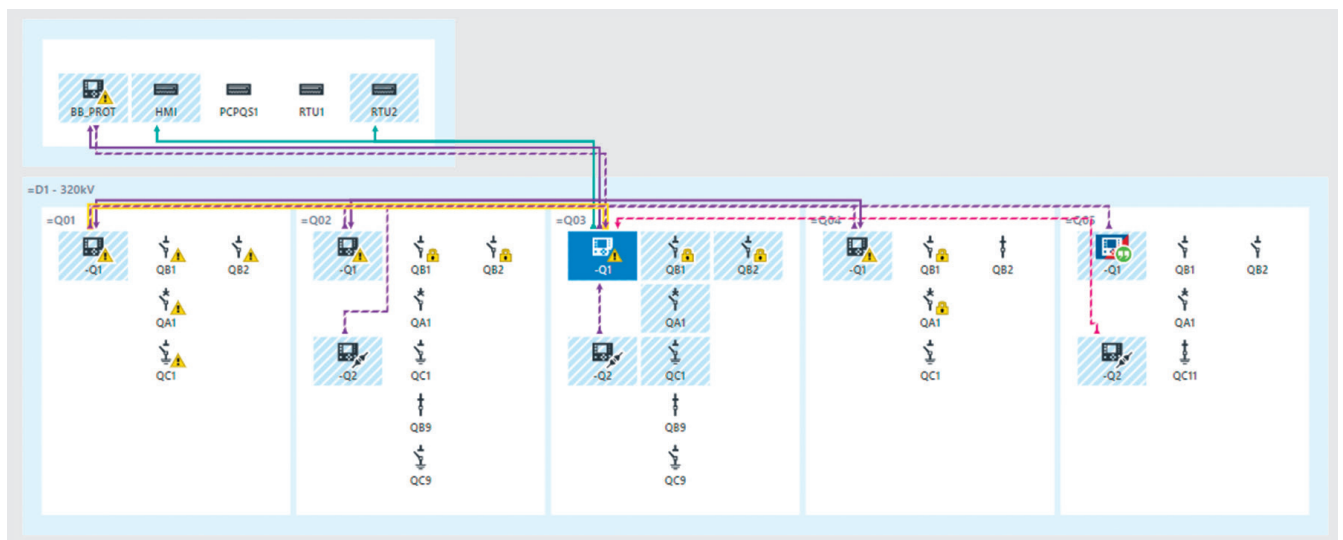 BB_PROT HMI PCPQS1 RTU1 RTU2
=D1 - 320kV
=Q01 =Q02 =Q03 =Q04 =Q05
-Q1 QB1 QB2 -Q1 QB1 QB2 -Q1 QB1 QB2 -Q1 QB1 QB2 -Q1 QB1 QB2
QA1 QA1 QA1 QA1 QA1
QC1 -Q2 QC1 -Q2 QC1 QC1 -Q2 QC11
QB9 QB9
QC9 QC9